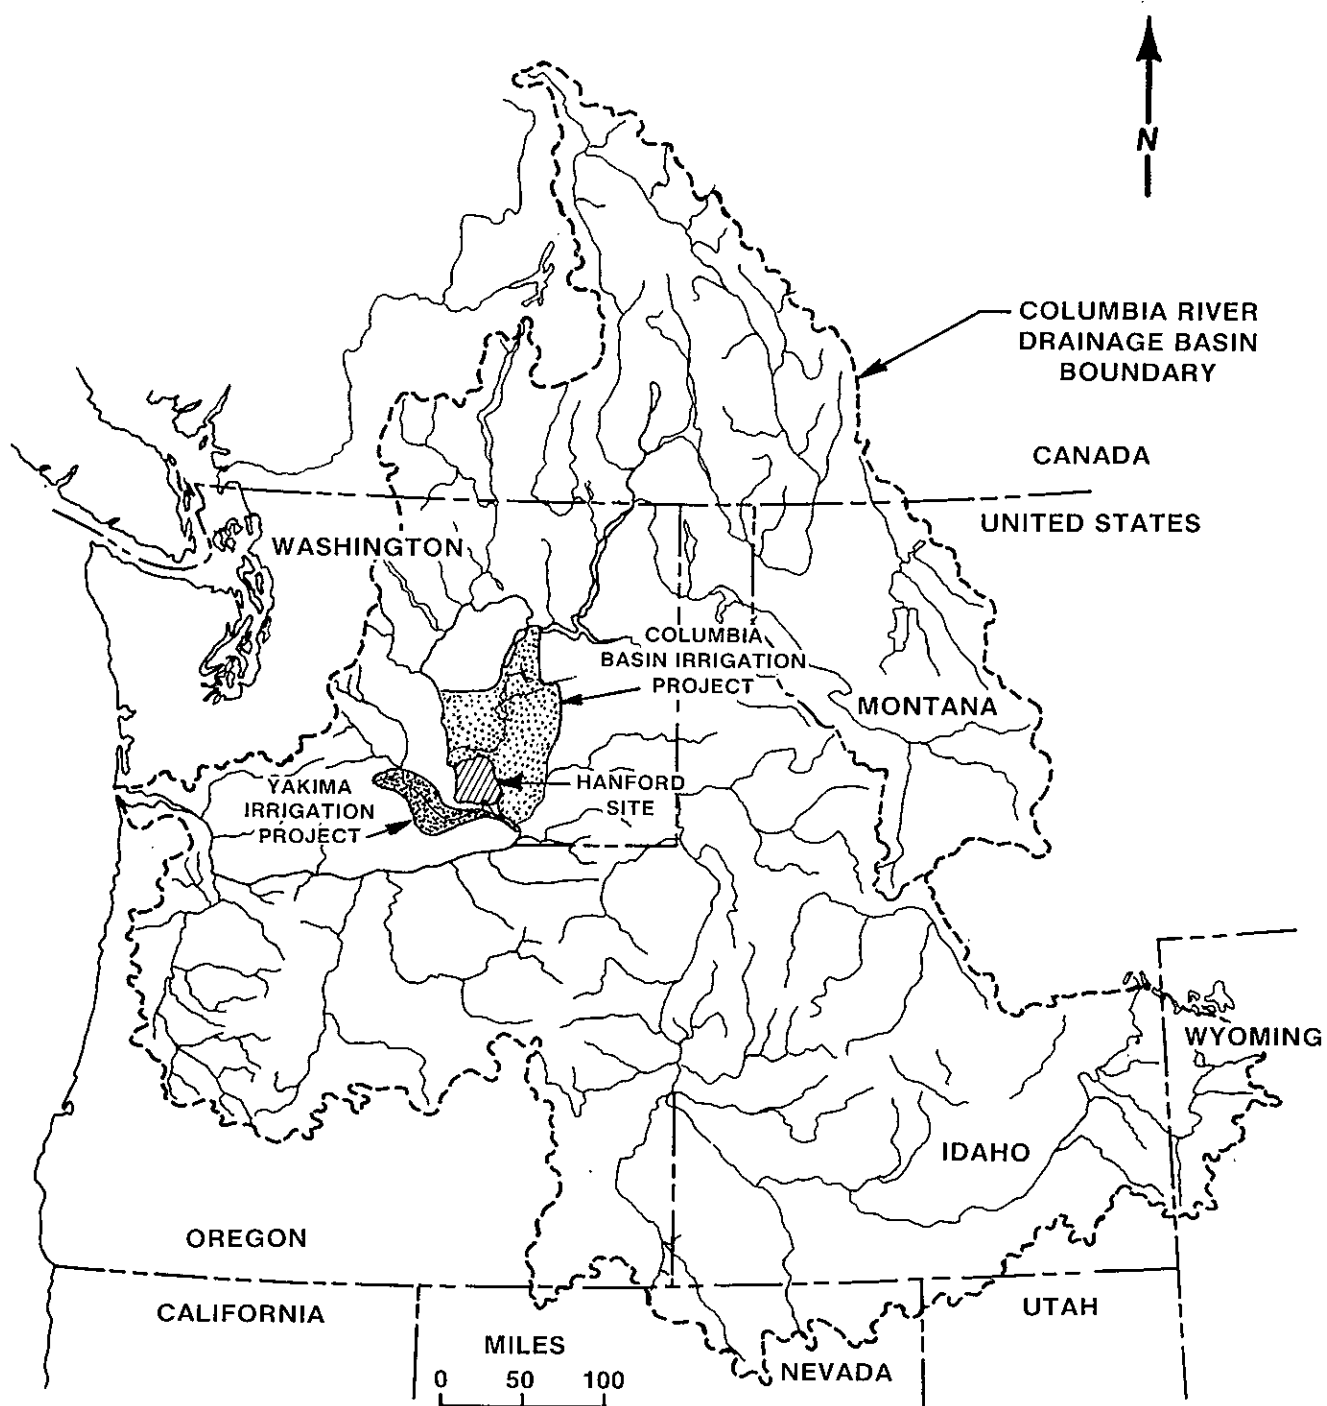 N
COLUMBIA RIVER
DRAINAGE BASIN
BOUNDARY
CANADA
UNITED STATES
WASHINGTON
COLUMBIA
BASIN IRRIGATION
PROJECT
MONTANA
YAKIMA
IRRIGATION
PROJECT
HANFORD
SITE
WYOMING
IDAHO
OREGON
CALIFORNIA
UTAH
MILES
0 50 100
NEVADA